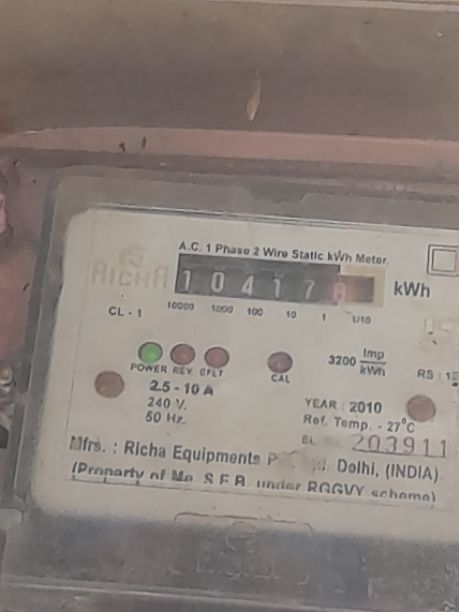 A.C. 1 Phase 2 Wire Static kWh Meter.
RICHA
1 0 4 1 7 8 kWh
10000 1000 100 10 1 1/10
CL - 1
POWER REV. EFLT CAL
3200 Imp/kWh
RS :
2.5 - 10 A
240 V.
50 Hz.
YEAR : 2010
Ref. Temp. - 27°C
203911
Mfrs. : Richa Equipments Delhi, (INDIA)
(Property of M.P. S.E.B. under RGGVY scheme)